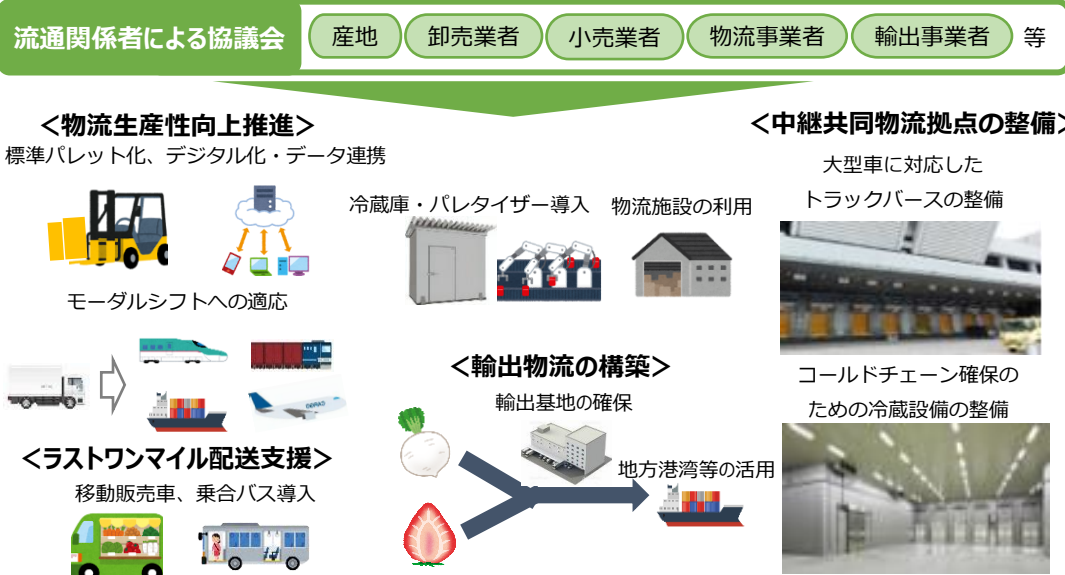 流通関係者による協議会
産地
卸売業者
小売業者
物流事業者
輸出事業者
等
＜物流生産性向上推進＞
標準パレット化、デジタル化・データ連携
冷蔵庫・パレタイザー導入
物流施設の利用
モーダルシフトへの適応
＜ラストワンマイル配送支援＞
移動販売車、乗合バス導入
＜輸出物流の構築＞
輸出基地の確保
地方港湾等の活用
＜中継共同物流拠点の整備＞
大型車に対応した
トラックバースの整備
コールドチェーン確保の
ための冷蔵設備の整備